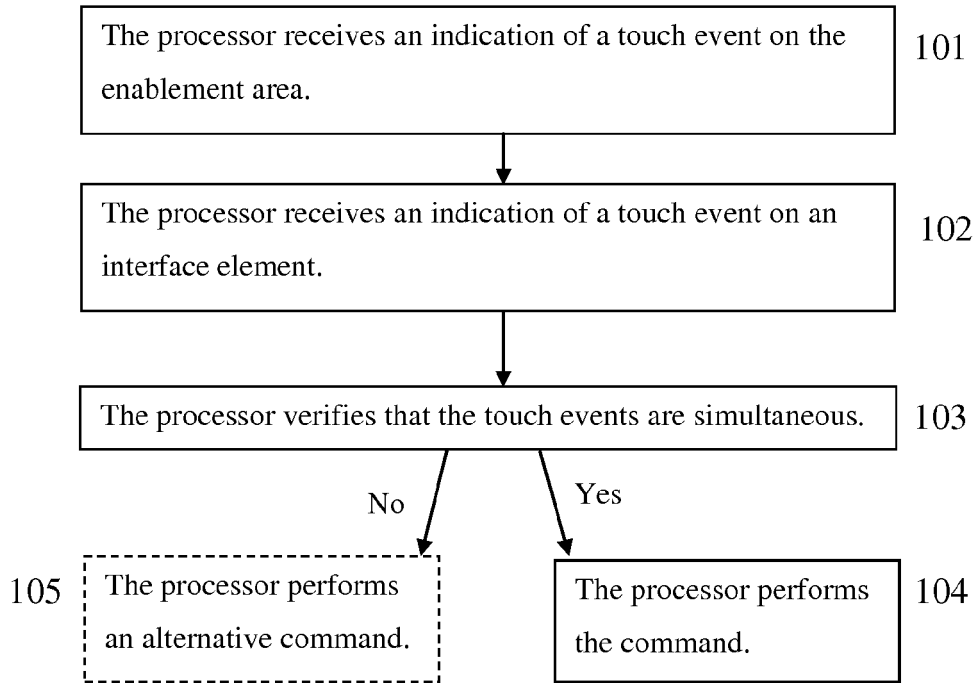 The processor receives an indication of a touch event on the
enablement area.
101
The processor receives an indication of a touch event on an
interface element.
102
The processor verifies that the touch events are simultaneous.
103
No
Yes
105
The processor performs
an alternative command.
The processor performs
the command.
104